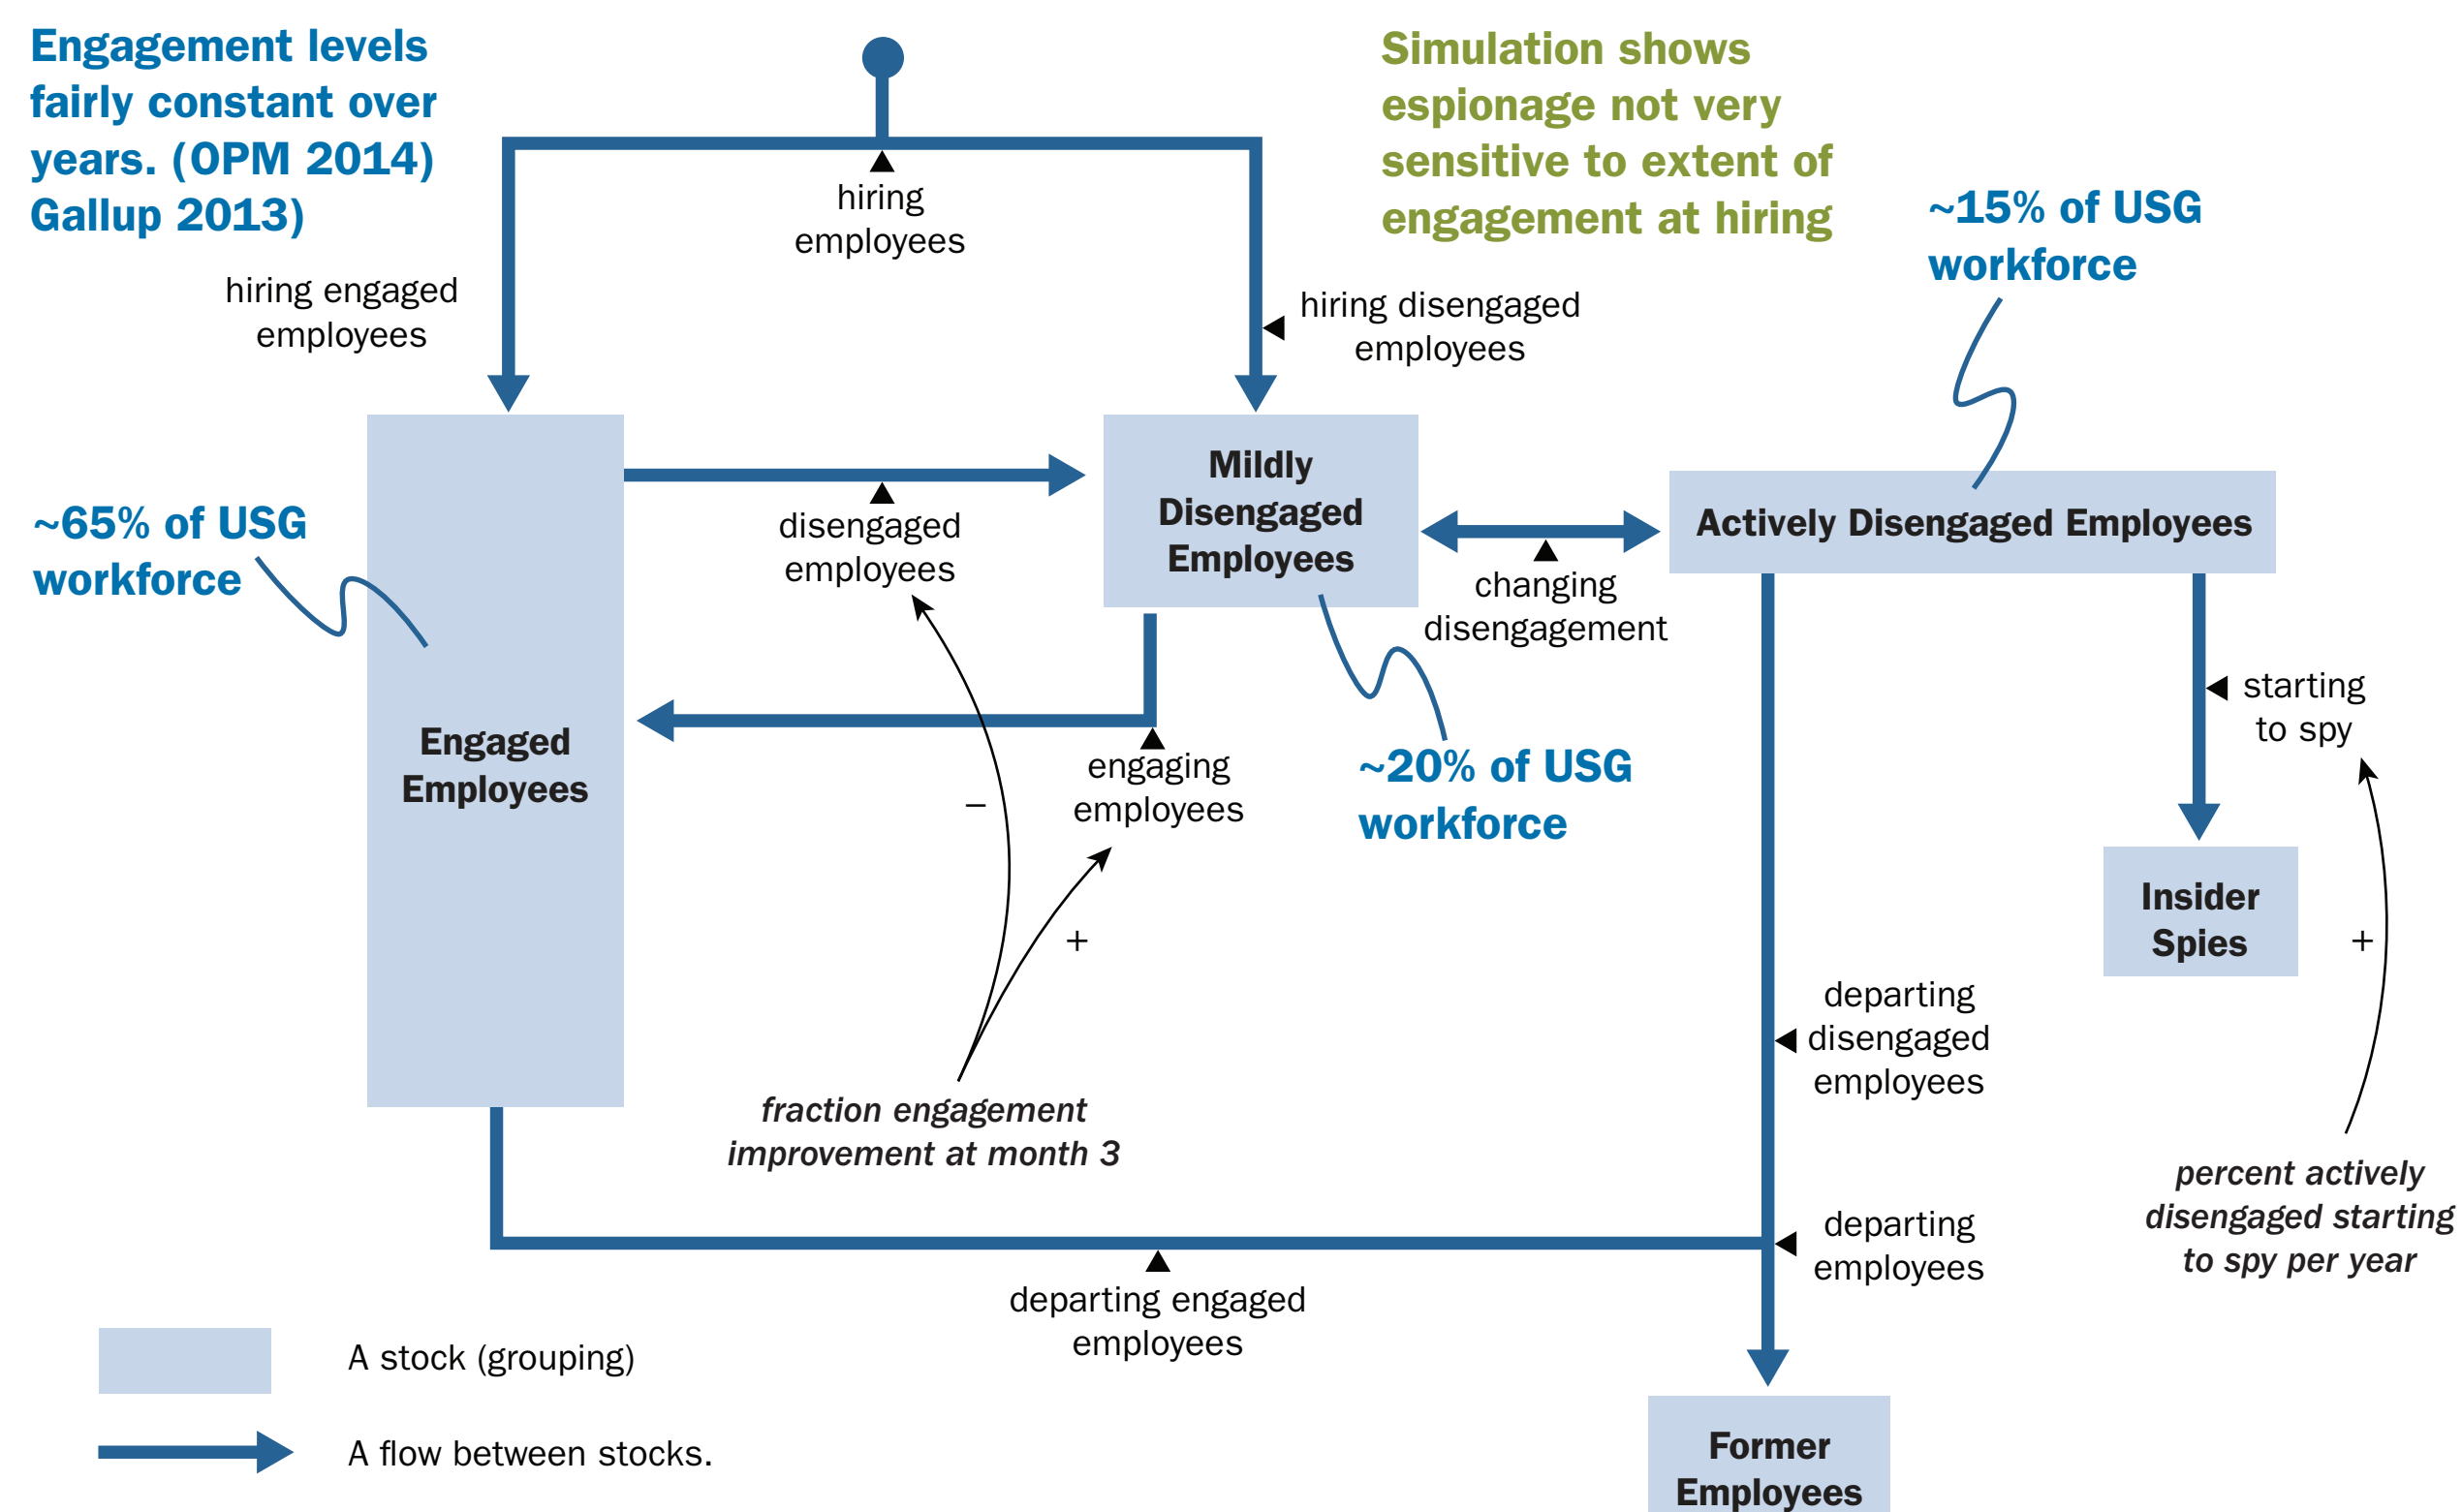 Engagement levels
fairly constant over
years. (OPM 2014)
Gallup 2013)
Simulation shows
espionage not very
sensitive to extent of
engagement at hiring
~15% of USG
workforce
hiring
employees
hiring engaged
employees
hiring disengaged
employees
~65% of USG
workforce
disengaged
employees
Mildly
Disengaged
Employees
changing
disengagement
Actively Disengaged Employees
starting
to spy
Engaged
Employees
–
engaging
employees
+
~20% of USG
workforce
Insider
Spies
+
departing
disengaged
employees
fraction engagement
improvement at month 3
departing
employees
percent actively
disengaged starting
to spy per year
departing engaged
employees
A stock (grouping)
A flow between stocks.
Former
Employees